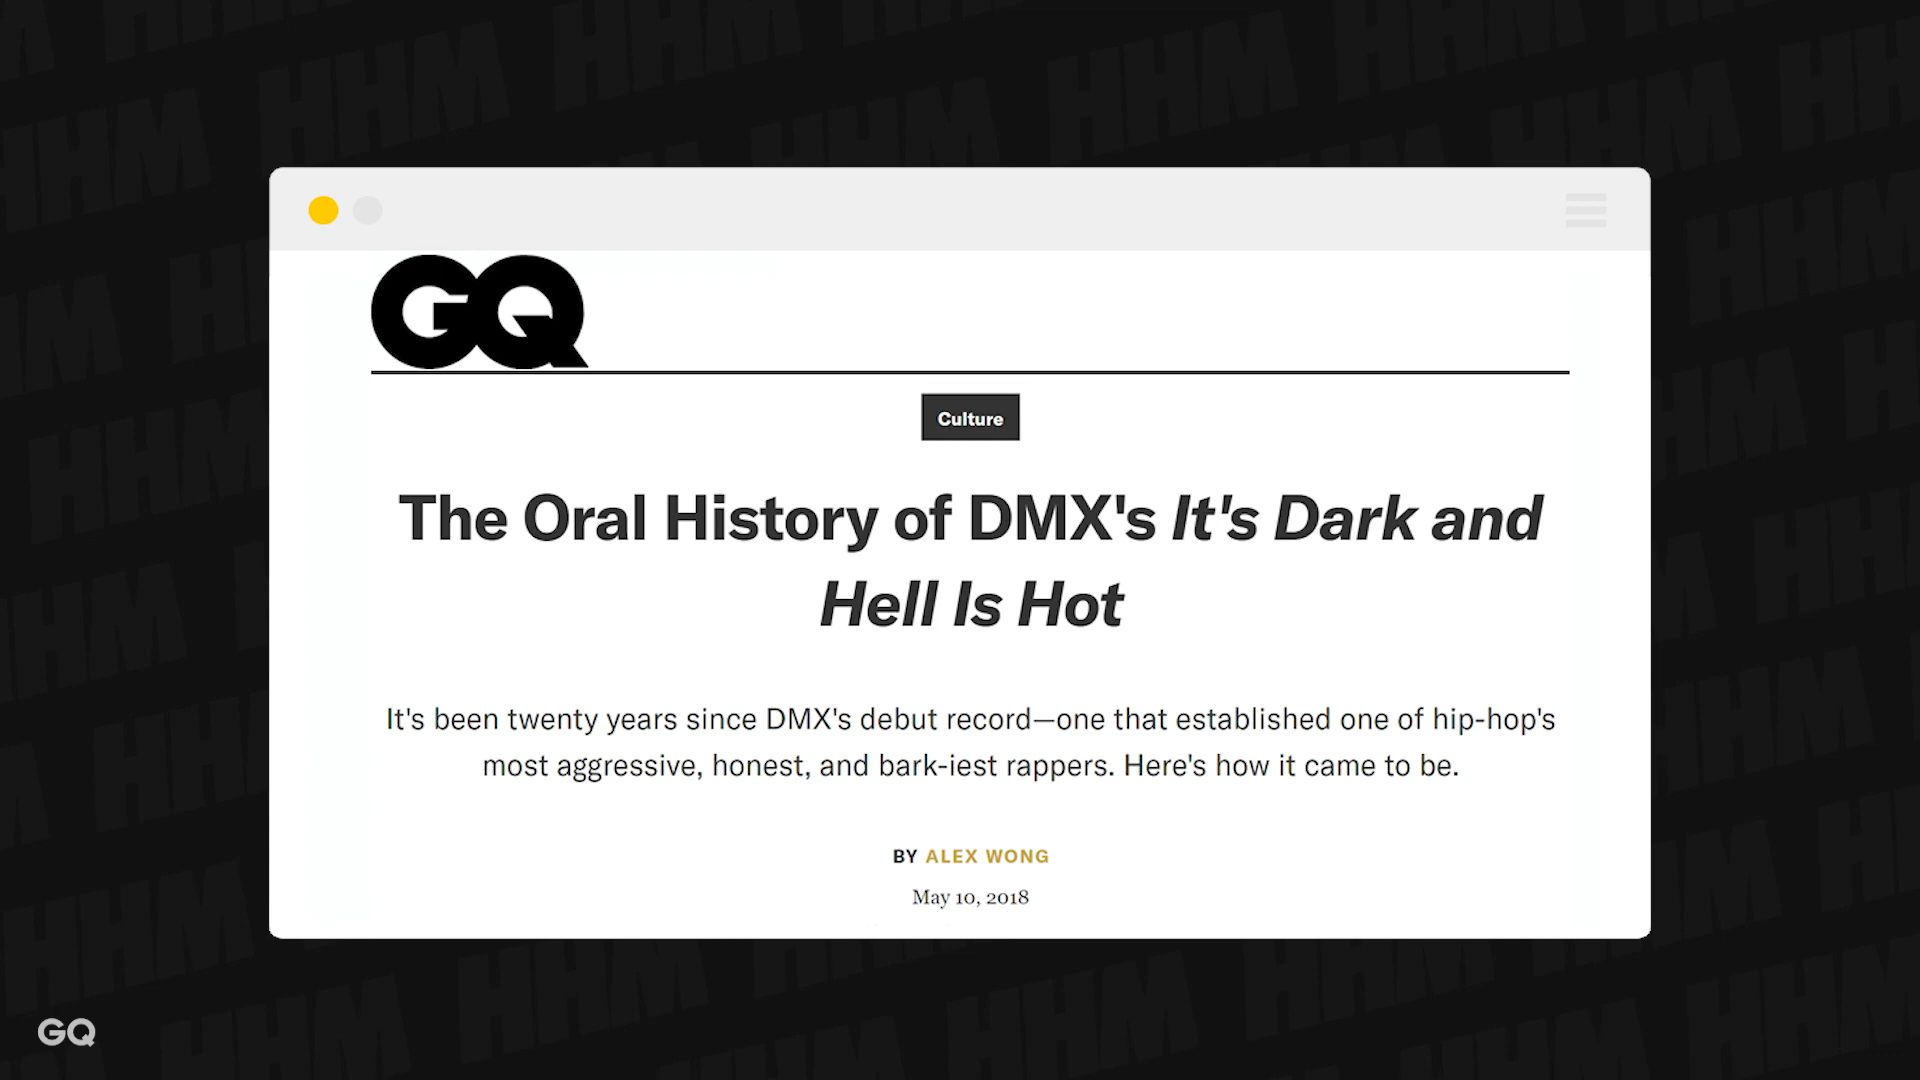 GQ
Culture
The Oral History of DMX's It's Dark and
Hell Is Hot
It's been twenty years since DMX's debut record—one that established one of hip-hop's
most aggressive, honest, and bark-iest rappers. Here's how it came to be.
BY ALEX WONG
May 10, 2018
GQ
HHM